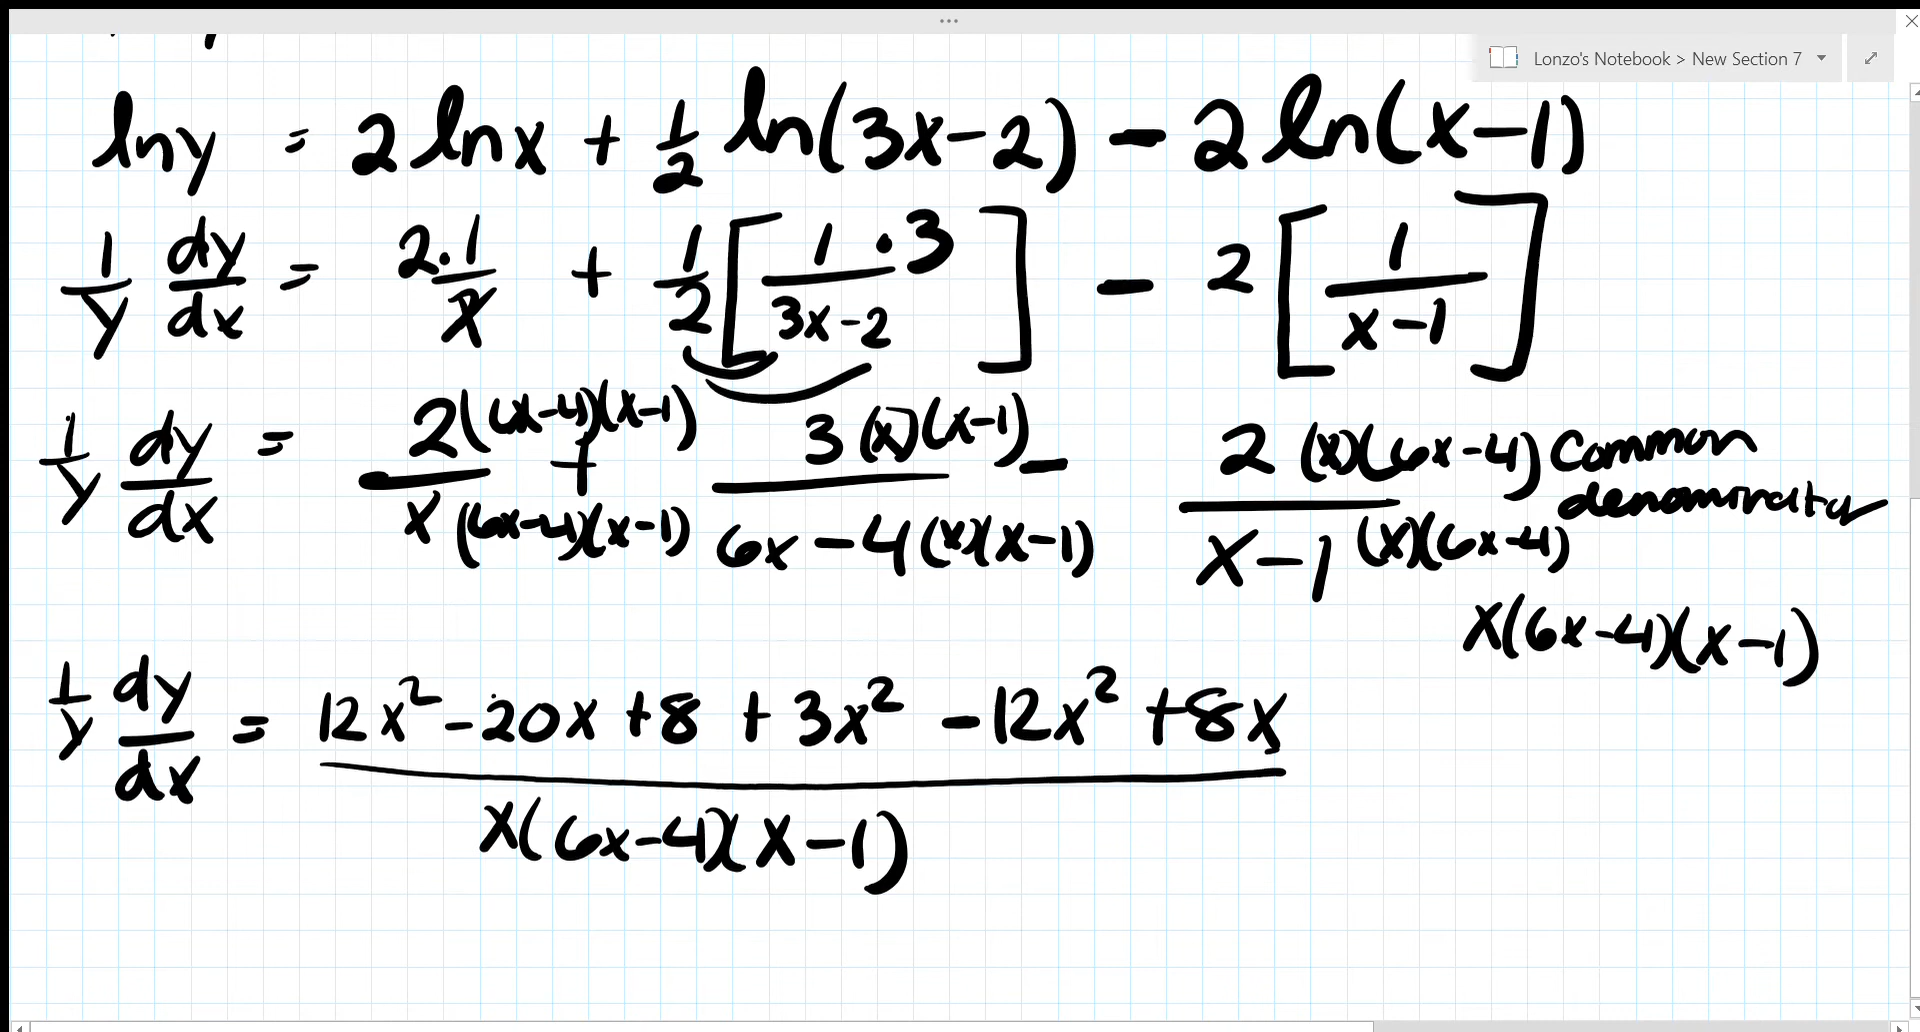 Lonzo's Notebook > New Section 7
ln y = 2 ln x + 1/2 ln(3x-2) - 2 ln(x-1)
1/y dy/dx = 2·1/x + 1/2 [1·3/(3x-2)] - 2 [1/(x-1)]
1/y dy/dx = 2(6x-4)(x-1)/x(6x-4)(x-1) + 3(x)(x-1)/6x-4(x)(x-1) - 2(x)(6x-4)/x-1(x)(6x-4) common
denominator
x(6x-4)(x-1)
1/y dy/dx = 12x² - 20x + 8 + 3x² - 12x² + 8x / x(6x-4)(x-1)